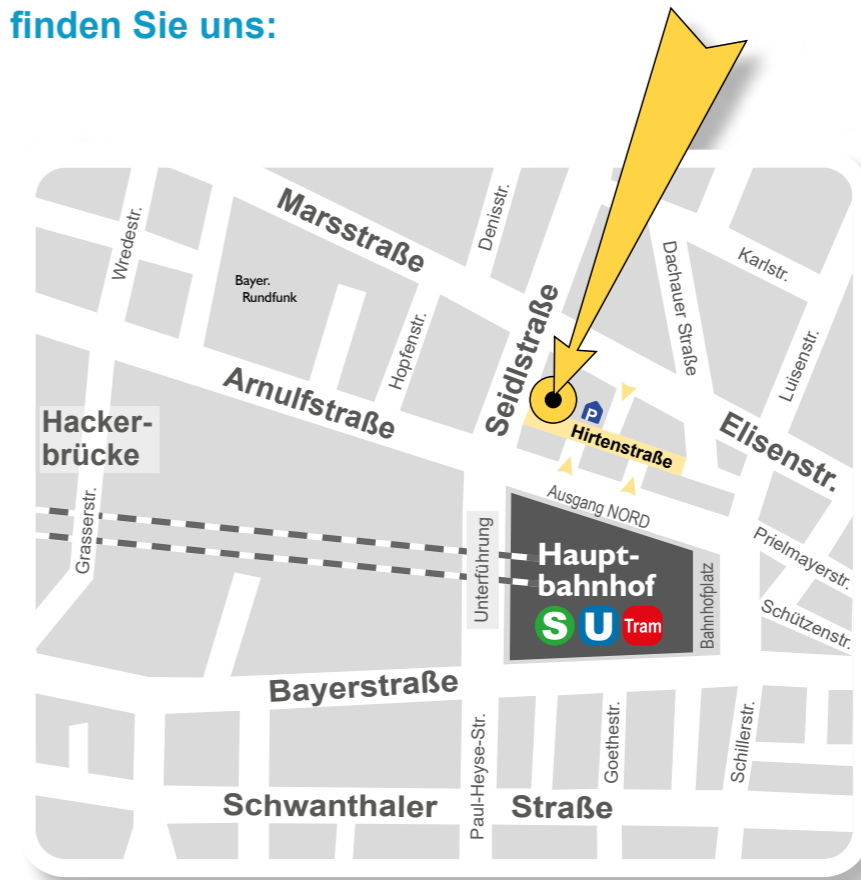 finden Sie uns:
Marsstraße
Denisstr.
Wredestr.
Karlstr.
Dachauer Straße
Bayer.
Rundfunk
Seidlstraße
Hopfenstr.
Luisenstr.
Arnulfstraße
P
Hacker-
brücke
Hirtenstraße
Elisenstr.
Ausgang NORD
Grasserstr.
Unterführung
Haupt-
bahnhof
S U Tram
Bahnhofplatz
Prielmayerstr.
Schützenstr.
Bayerstraße
Paul-Heyse-Str.
Goethestr.
Schillerstr.
Schwanthaler Straße